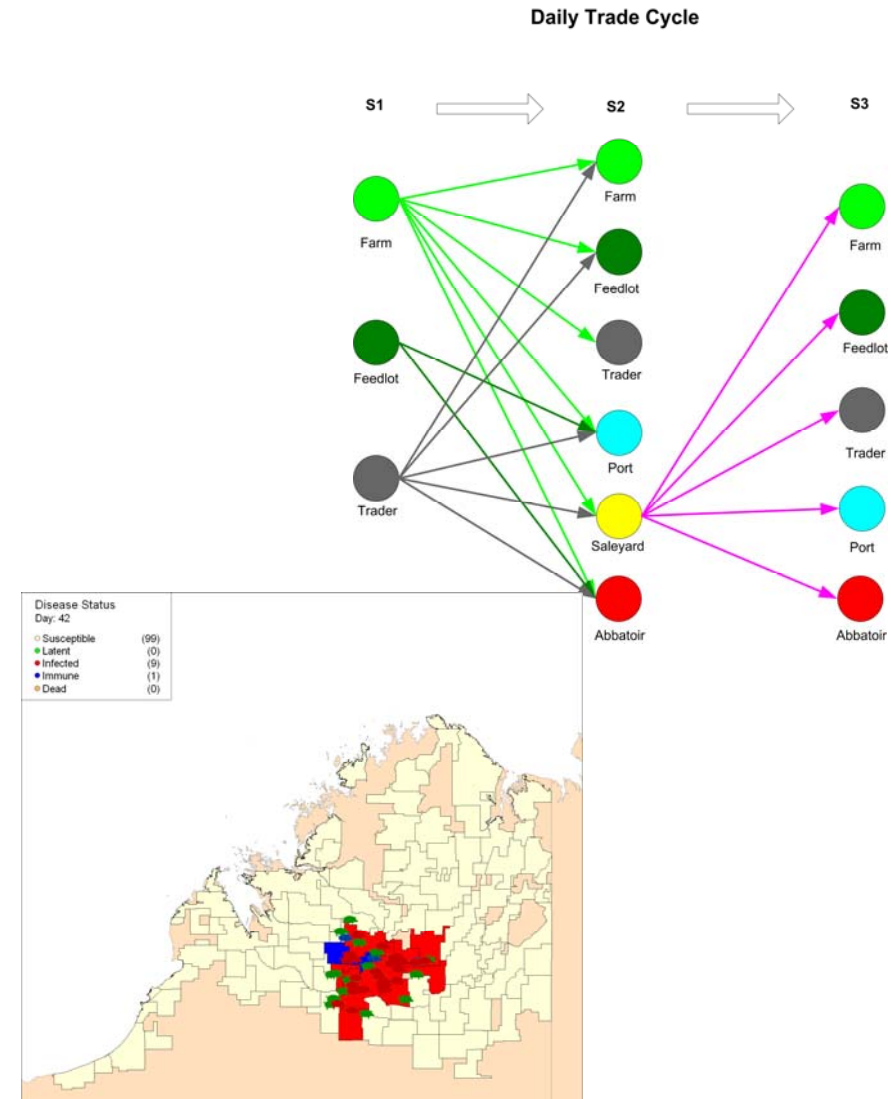 Daily Trade Cycle
S1
S2
S3
Farm
Feedlot
Trader
Farm
Feedlot
Trader
Port
Saleyard
Abbatoir
Farm
Feedlot
Trader
Port
Abbatoir
Disease Status
Day: 42
Susceptible (99)
Latent (0)
Infected (9)
Immune (1)
Dead (0)